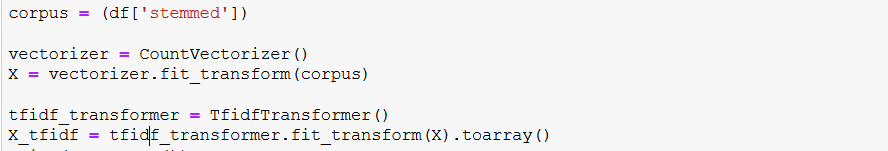 corpus = (df['stemmed'])
vectorizer = CountVectorizer()
X = vectorizer.fit_transform(corpus)
tfidf_transformer = TfidfTransformer()
X_tfidf = tfidf_transformer.fit_transform(X).toarray()